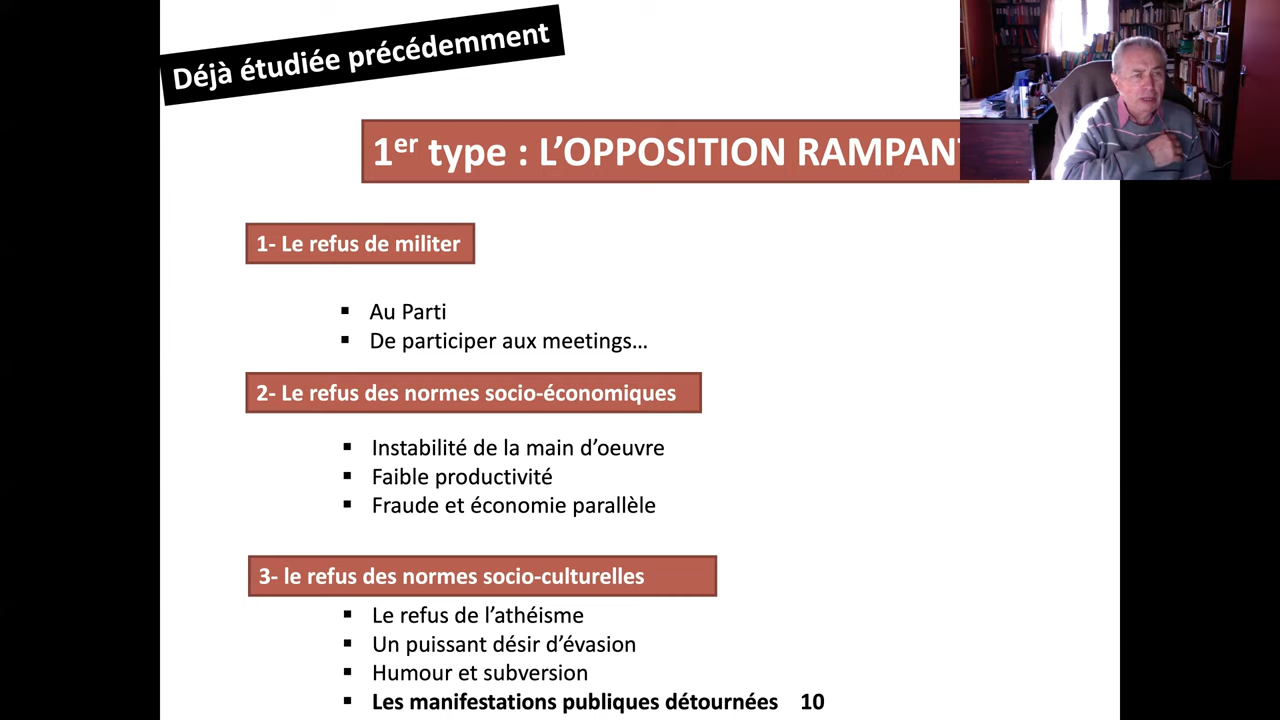 Déjà étudiée précédemment
1er type : L’OPPOSITION RAMPAN
1- Le refus de militer
▪ Au Parti
▪ De participer aux meetings…
2- Le refus des normes socio-économiques
▪ Instabilité de la main d’oeuvre
▪ Faible productivité
▪ Fraude et économie parallèle
3- le refus des normes socio-culturelles
▪ Le refus de l’athéisme
▪ Un puissant désir d’évasion
▪ Humour et subversion
▪ Les manifestations publiques détournées 10